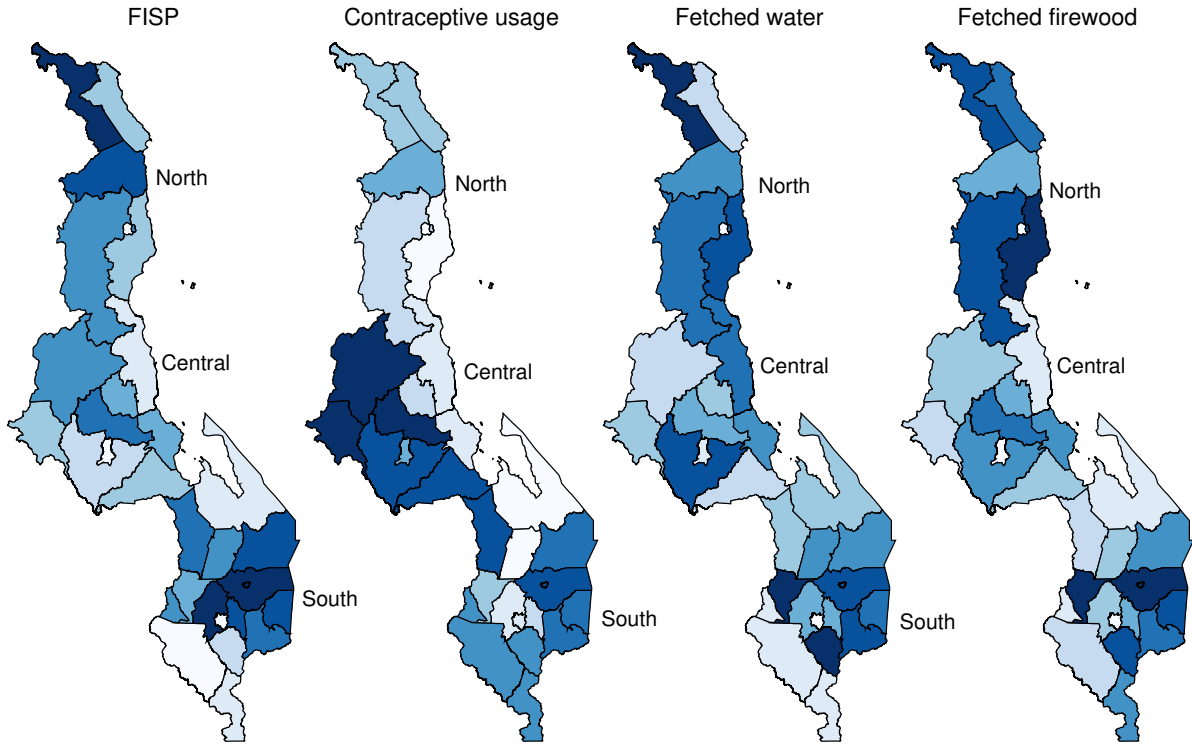 FISP
Contraceptive usage
Fetched water
Fetched firewood
North
North
North
North
Central
Central
Central
Central
South
South
South